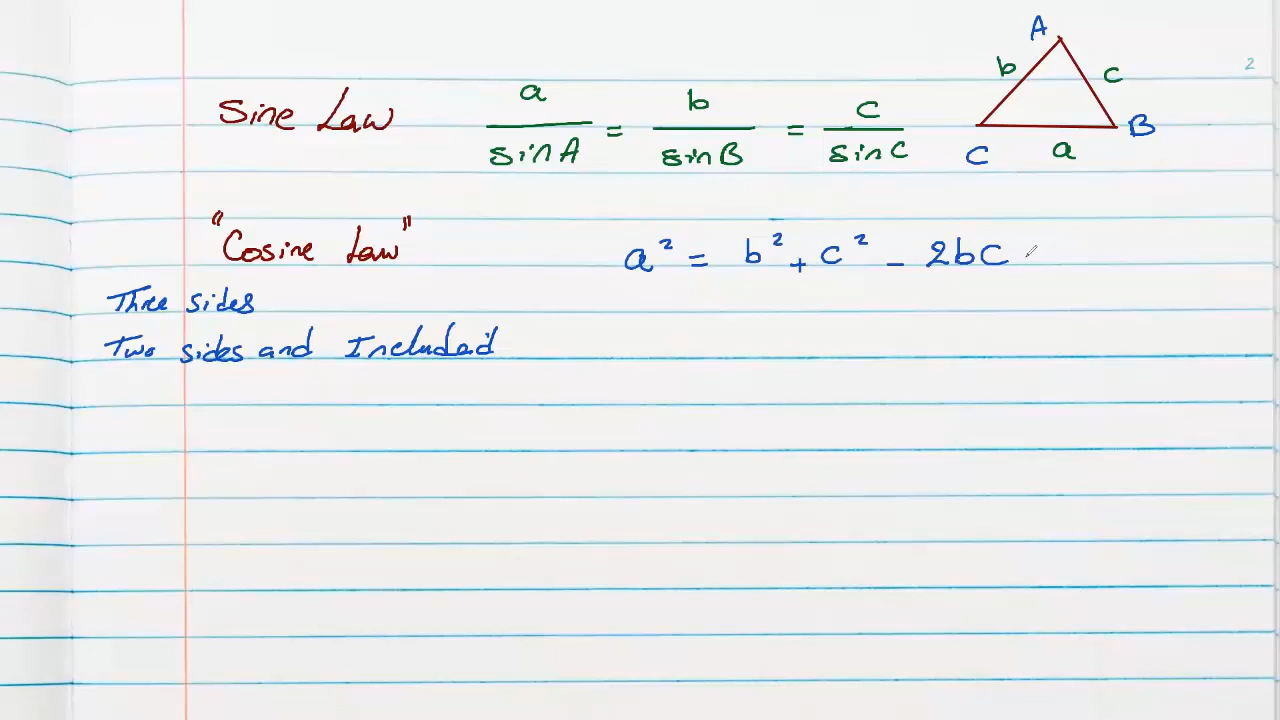 A
b c 2
Sine Law a/sinA = b/sinB = c/sinC
C a B
"Cosine Law" a² = b² + c² - 2bc
Three sides
Two sides and Included